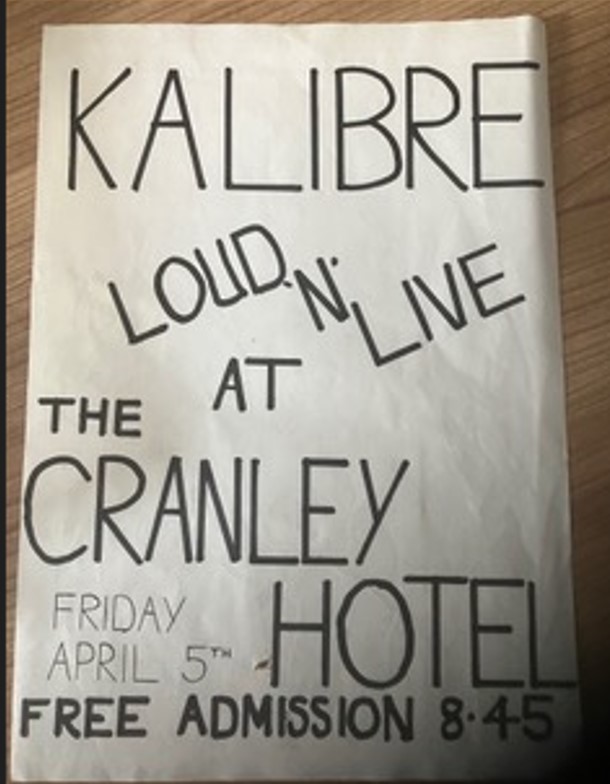 KALIBRE
LOUD 'N' LIVE
AT
THE
CRANLEY
HOTEL
FRIDAY
APRIL 5TH
FREE ADMISSION 8·45